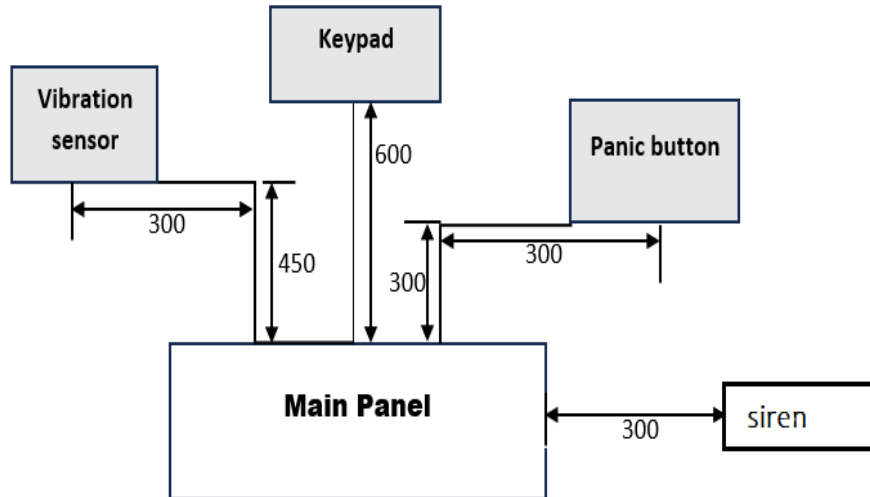 Keypad
Vibration
sensor
600
Panic button
300
450
300
300
Main Panel
300
siren